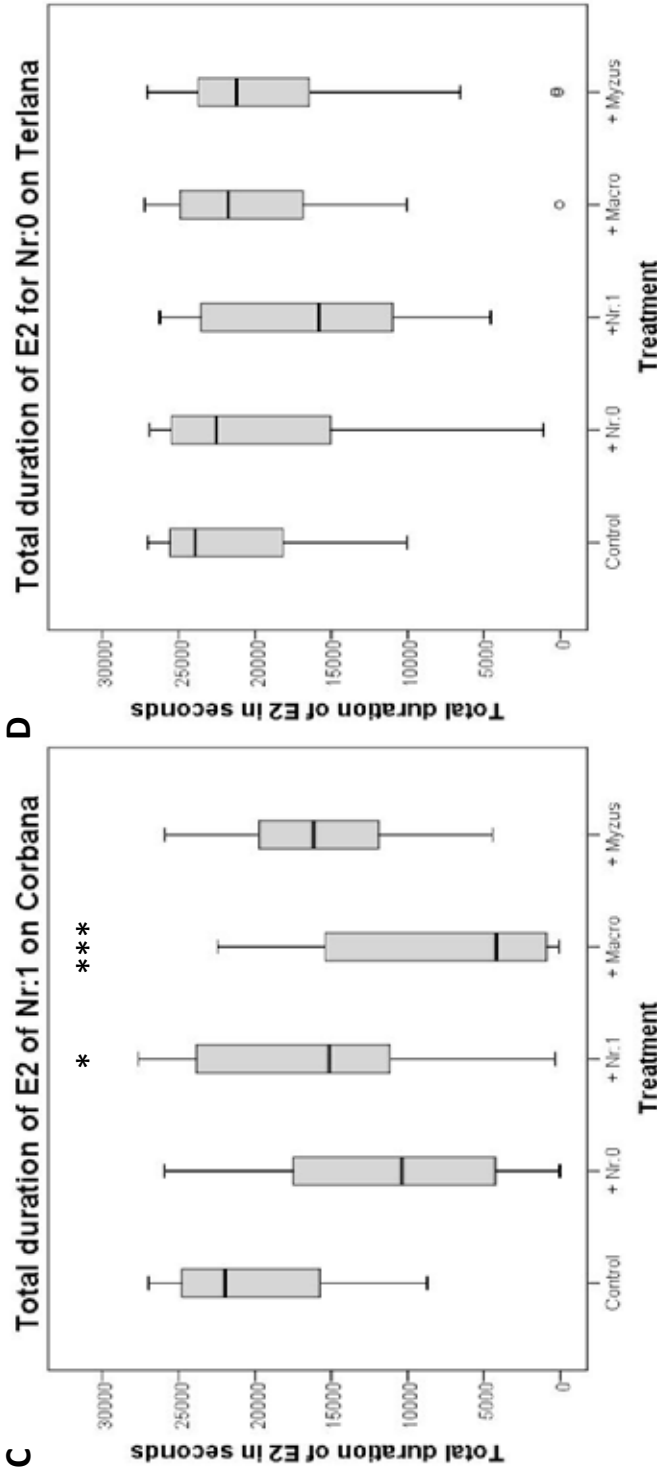 C
Total duration of E2 of Nr:1 on Corbana
* ***
Total duration of E2 in seconds
30000
25000
20000
15000
10000
5000
0
Control + Nr:0 + Nr:1 + Macro + Myzus
Treatment
D
Total duration of E2 for Nr:0 on Terlana
Total duration of E2 in seconds
30000
25000
20000
15000
10000
5000
0
Control + Nr:0 +Nr:1 + Macro + Myzus
Treatment